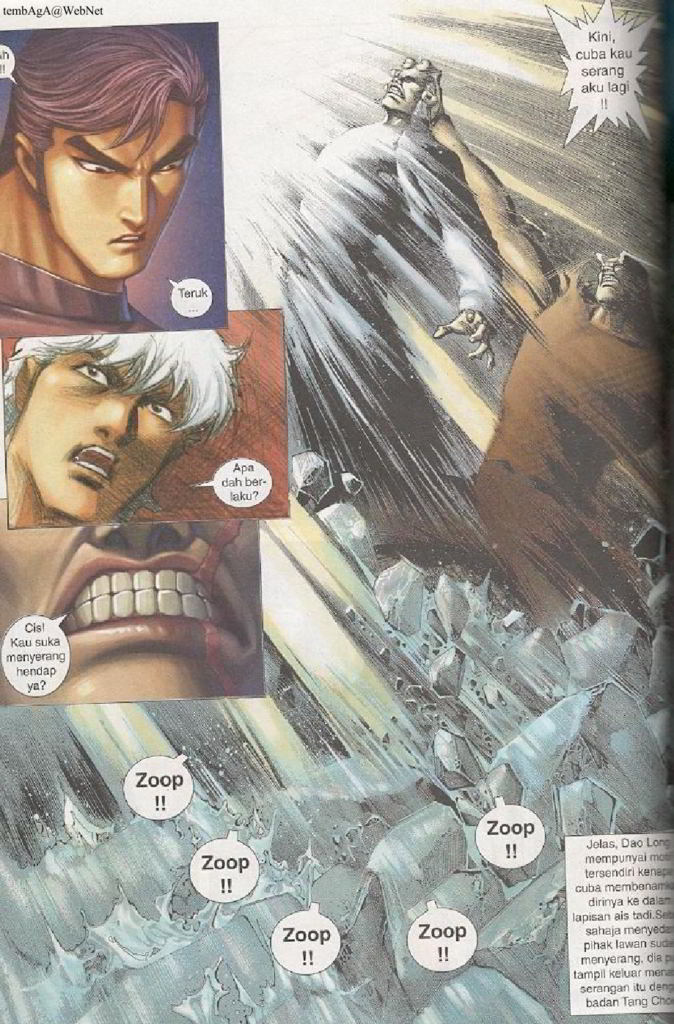 tembAgA@WebNet
Kini,
cuba kau
serang
aku lagi
!!
!!
Teruk
...
Apa
dah ber-
laku?
Cis!
Kau suka
menyerang
hendap
ya?
Zoop
!!
Zoop
!!
Zoop
!!
Zoop
!!
Zoop
!!
Jelas, Dao Long
mempunyai
tersendiri
cuba
dirinya ke dalam
lapisan ais tadi.
sahaja
pihak lawan
menyerang, dia
tampil keluar
serangan itu
badan Tang